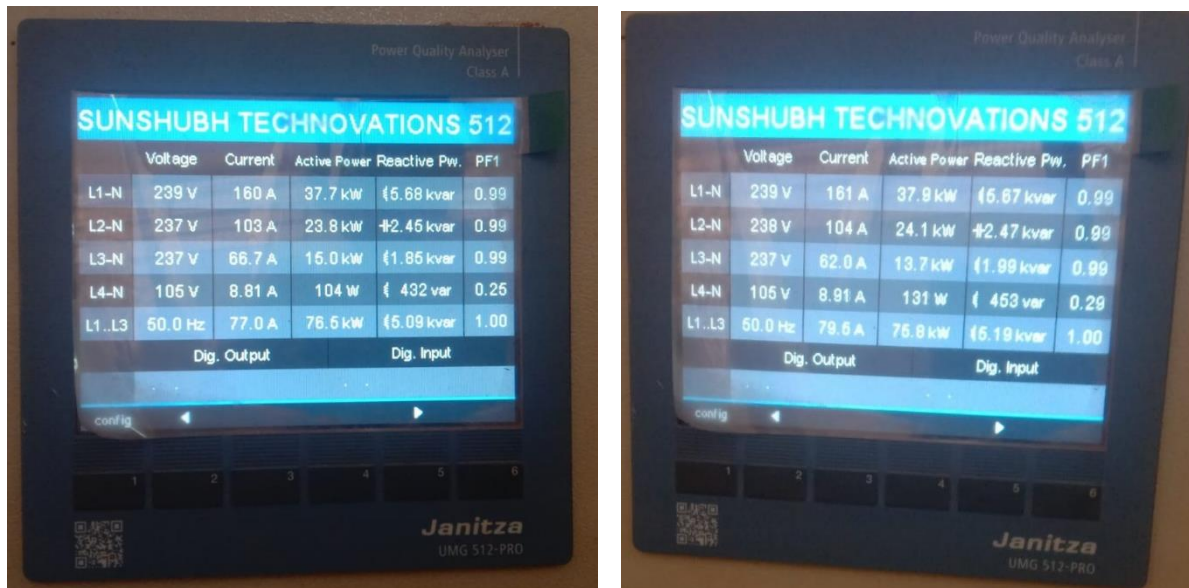 Power Quality Analyser
Class A
SUNSHUBH TECHNOVATIONS 512
Voltage Current Active Power Reactive Pw. PF1
L1-N 239 V 160 A 37.7 kW 5.68 kvar 0.99
L2-N 237 V 103 A 23.8 kW 2.45 kvar 0.99
L3-N 237 V 66.7 A 15.0 kW 1.85 kvar 0.99
L4-N 105 V 8.81 A 104 W 432 var 0.25
L1..L3 50.0 Hz 77.0 A 76.5 kW 5.09 kvar 1.00
Dig. Output Dig. Input
config
1 2 3 4 5 6
Janitza
UMG 512-PRO
Power Quality Analyser
Class A
SUNSHUBH TECHNOVATIONS 512
Voltage Current Active Power Reactive Pw. PF1
L1-N 239 V 161 A 37.9 kW 5.67 kvar 0.99
L2-N 238 V 104 A 24.1 kW 2.47 kvar 0.99
L3-N 237 V 62.0 A 13.7 kW 1.99 kvar 0.99
L4-N 105 V 8.91 A 131 W 453 var 0.29
L1..L3 50.0 Hz 79.5 A 75.8 kW 5.19 kvar 1.00
Dig. Output Dig. Input
config
1 2 3 4 5 6
Janitza
UMG 512-PRO